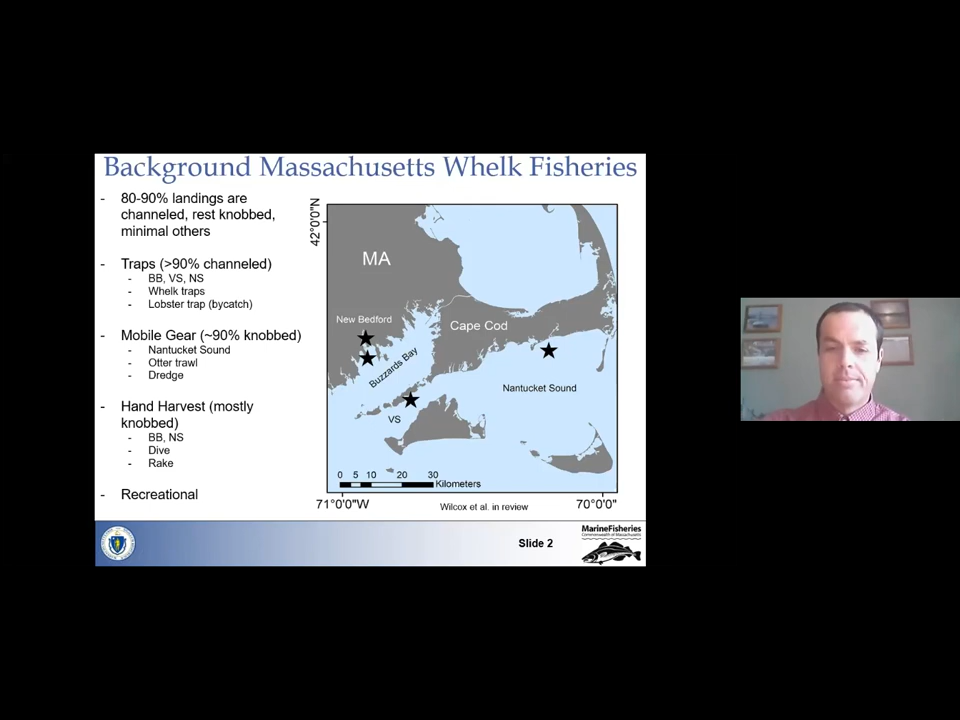 Background Massachusetts Whelk Fisheries
- 80-90% landings are
channeled, rest knobbed,
minimal others
- Traps (>90% channeled)
- BB, VS, NS
- Whelk traps
- Lobster trap (bycatch)
- Mobile Gear (~90% knobbed)
- Nantucket Sound
- Otter trawl
- Dredge
- Hand Harvest (mostly
knobbed)
- BB, NS
- Dive
- Rake
- Recreational
42°0'0"N
MA
New Bedford
Cape Cod
Buzzards Bay
Nantucket Sound
VS
0 5 10 20 30
Kilometers
71°0'0"W
70°0'0"
Wilcox et al. in review
Slide 2
MarineFisheries
Commonwealth of Massachusetts